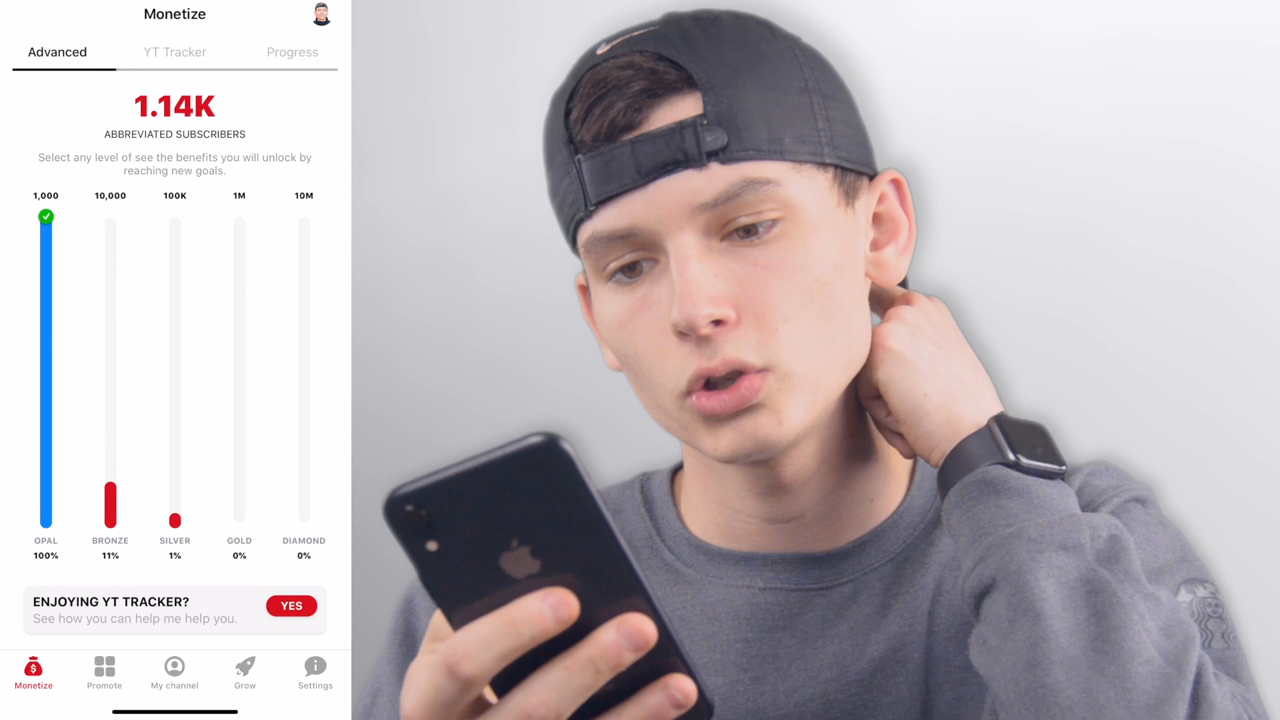 Monetize
Advanced YT Tracker Progress
1.14K
ABBREVIATED SUBSCRIBERS
Select any level of see the benefits you will unlock by
reaching new goals.
1,000 10,000 100K 1M 10M
OPAL BRONZE SILVER GOLD DIAMOND
100% 11% 1% 0% 0%
ENJOYING YT TRACKER?
YES
See how you can help me help you.
Monetize Promote My channel Grow Settings